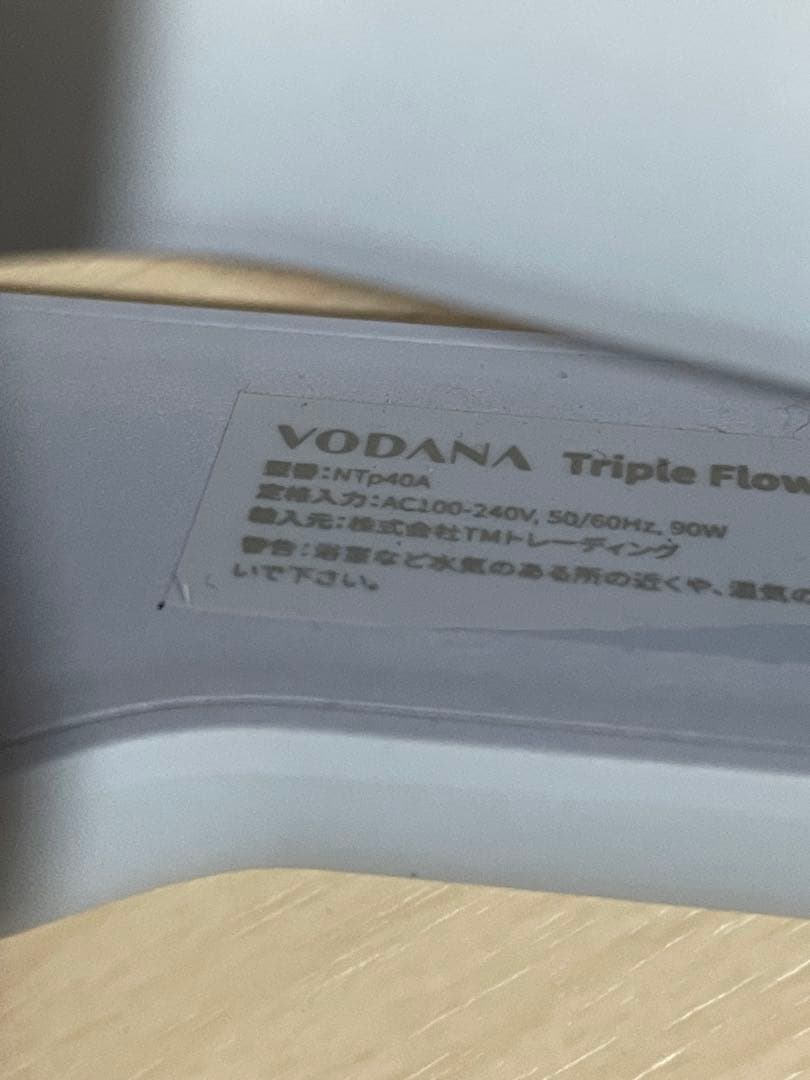 VODANA Triple Flow
型番:NTp40A
定格入力:AC100-240V, 50/60Hz, 90W
輸入元:株式会社TMトレーディング
警告:浴室など水気のある所の近くや、湿気の
いで下さい。